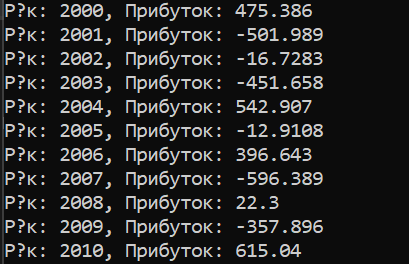 Р?к: 2000, Прибуток: 475.386
Р?к: 2001, Прибуток: -501.989
Р?к: 2002, Прибуток: -16.7283
Р?к: 2003, Прибуток: -451.658
Р?к: 2004, Прибуток: 542.907
Р?к: 2005, Прибуток: -12.9108
Р?к: 2006, Прибуток: 396.643
Р?к: 2007, Прибуток: -596.389
Р?к: 2008, Прибуток: 22.3
Р?к: 2009, Прибуток: -357.896
Р?к: 2010, Прибуток: 615.04